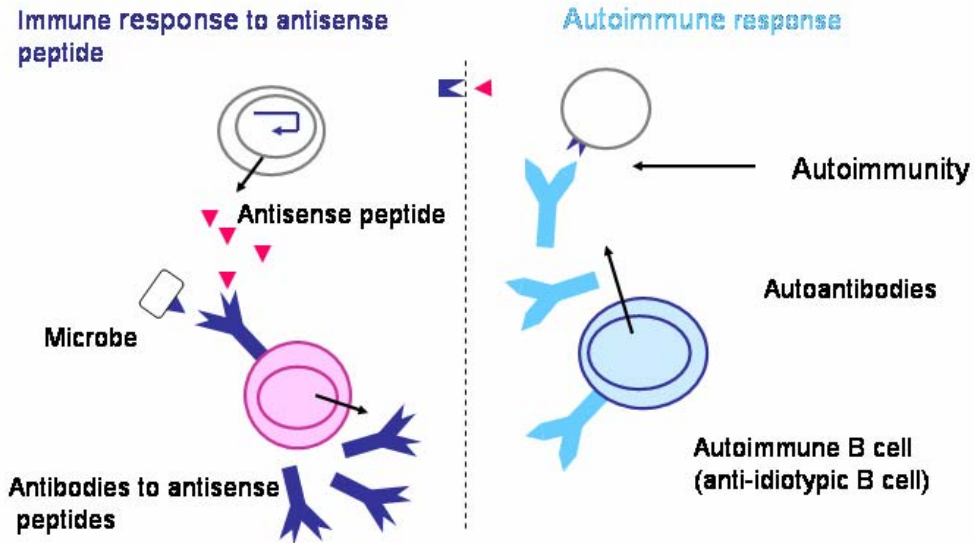 Immune response to antisense
peptide
Autoimmune response
Antisense peptide
Microbe
Antibodies to antisense
peptides
Autoimmunity
Autoantibodies
Autoimmune B cell
(anti-idiotypic B cell)